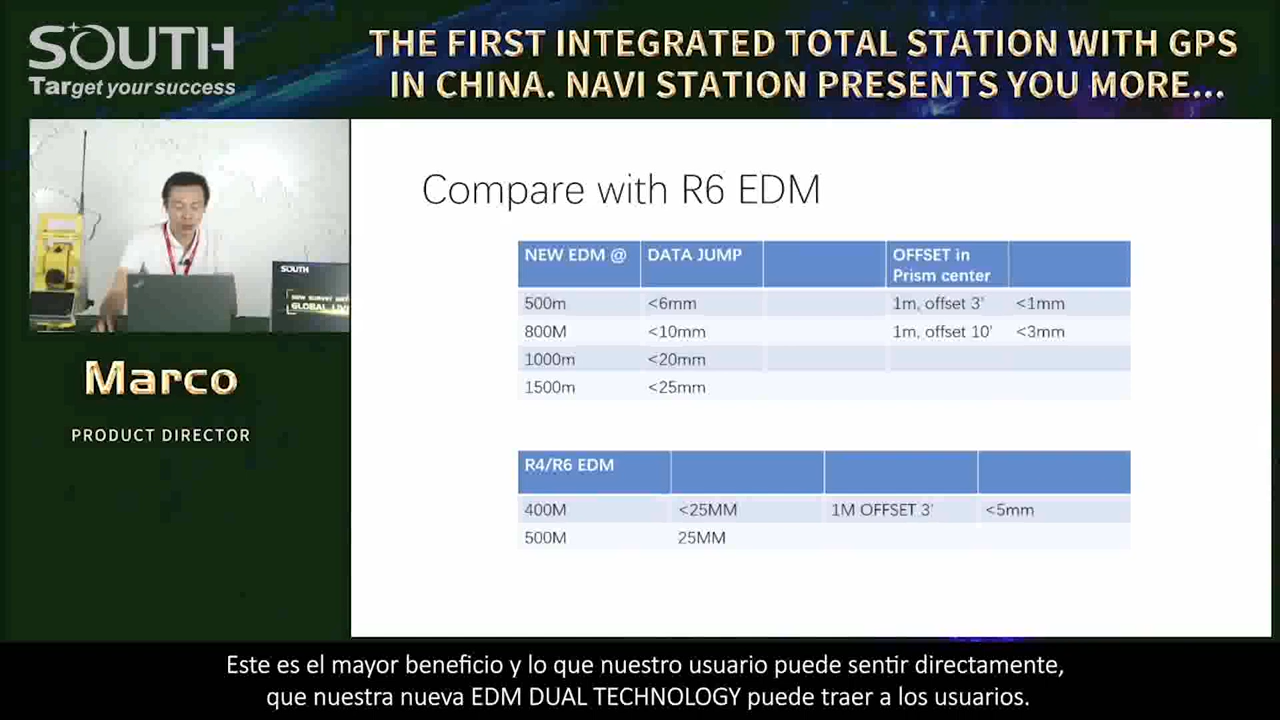 SOUTH
Target your success
THE FIRST INTEGRATED TOTAL STATION WITH GPS
IN CHINA. NAVI STATION PRESENTS YOU MORE...
SOUTH
Marco
PRODUCT DIRECTOR
Compare with R6 EDM
NEW EDM @ DATA JUMP OFFSET in
Prism center
500m <6mm 1m, offset 3' <1mm
800M <10mm 1m, offset 10' <3mm
1000m <20mm
1500m <25mm
R4/R6 EDM
400M <25MM 1M OFFSET 3' <5mm
500M 25MM
Este es el mayor beneficio y lo que nuestro usuario puede sentir directamente,
que nuestra nueva EDM DUAL TECHNOLOGY puede traer a los usuarios.